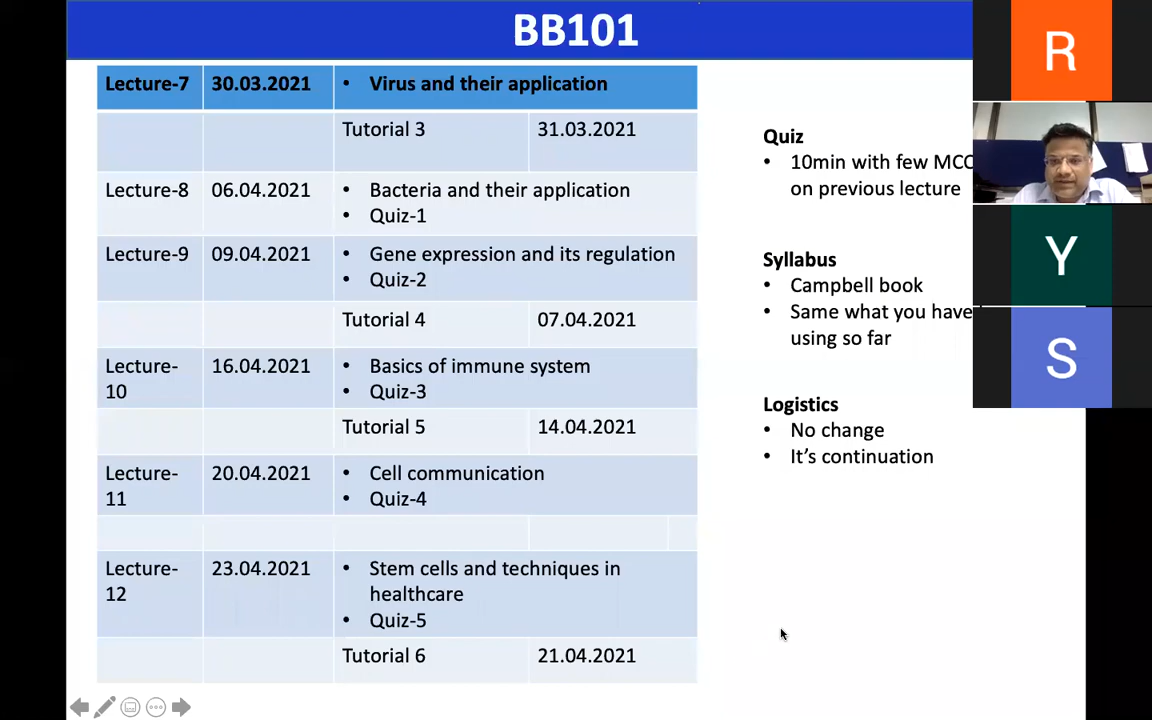 BB101
Lecture-7 30.03.2021 • Virus and their application
Tutorial 3 31.03.2021
Lecture-8 06.04.2021 • Bacteria and their application
• Quiz-1
Lecture-9 09.04.2021 • Gene expression and its regulation
• Quiz-2
Tutorial 4 07.04.2021
Lecture- 16.04.2021 • Basics of immune system
10 • Quiz-3
Tutorial 5 14.04.2021
Lecture- 20.04.2021 • Cell communication
11 • Quiz-4
Lecture- 23.04.2021 • Stem cells and techniques in
12 healthcare
• Quiz-5
Tutorial 6 21.04.2021
Quiz
• 10min with few
on previous lecture
Syllabus
• Campbell book
• Same what you have
using so far
Logistics
• No change
• It's continuation
R
Y
S